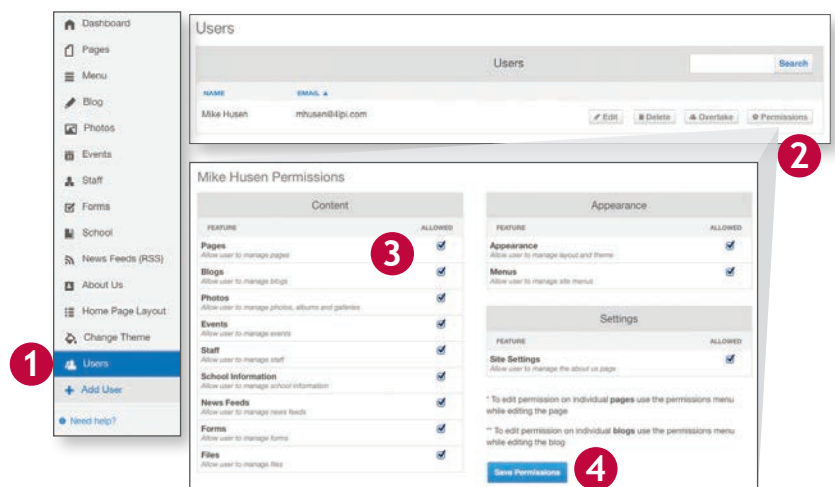 Dashboard
Pages
Menu
Blog
Photos
Events
Staff
Forms
School
News Feeds (RSS)
About Us
Home Page Layout
Change Theme
1
Users
Add User
Need help?
Users
Users
Search
NAME EMAIL
Mike Husen mhusen@4lpi.com Edit Delete Overtake Permissions
2
Mike Husen Permissions
Content
FEATURE ALLOWED
3
Pages
Allow user to manage pages
Blogs
Allow user to manage blogs
Photos
Allow user to manage photos, albums and galleries
Events
Allow user to manage events
Staff
Allow user to manage staff
School Information
Allow user to manage school information
News Feeds
Allow user to manage news feeds
Forms
Allow user to manage forms
Files
Allow user to manage files
Appearance
FEATURE ALLOWED
Appearance
Allow user to manage layout and theme
Menus
Allow user to manage site menus
Settings
FEATURE ALLOWED
Site Settings
Allow user to manage the about us page
* To edit permission on individual pages use the permissions menu
while editing the page
** To edit permission on individual blogs use the permissions menu
while editing the blog
Save Permissions
4